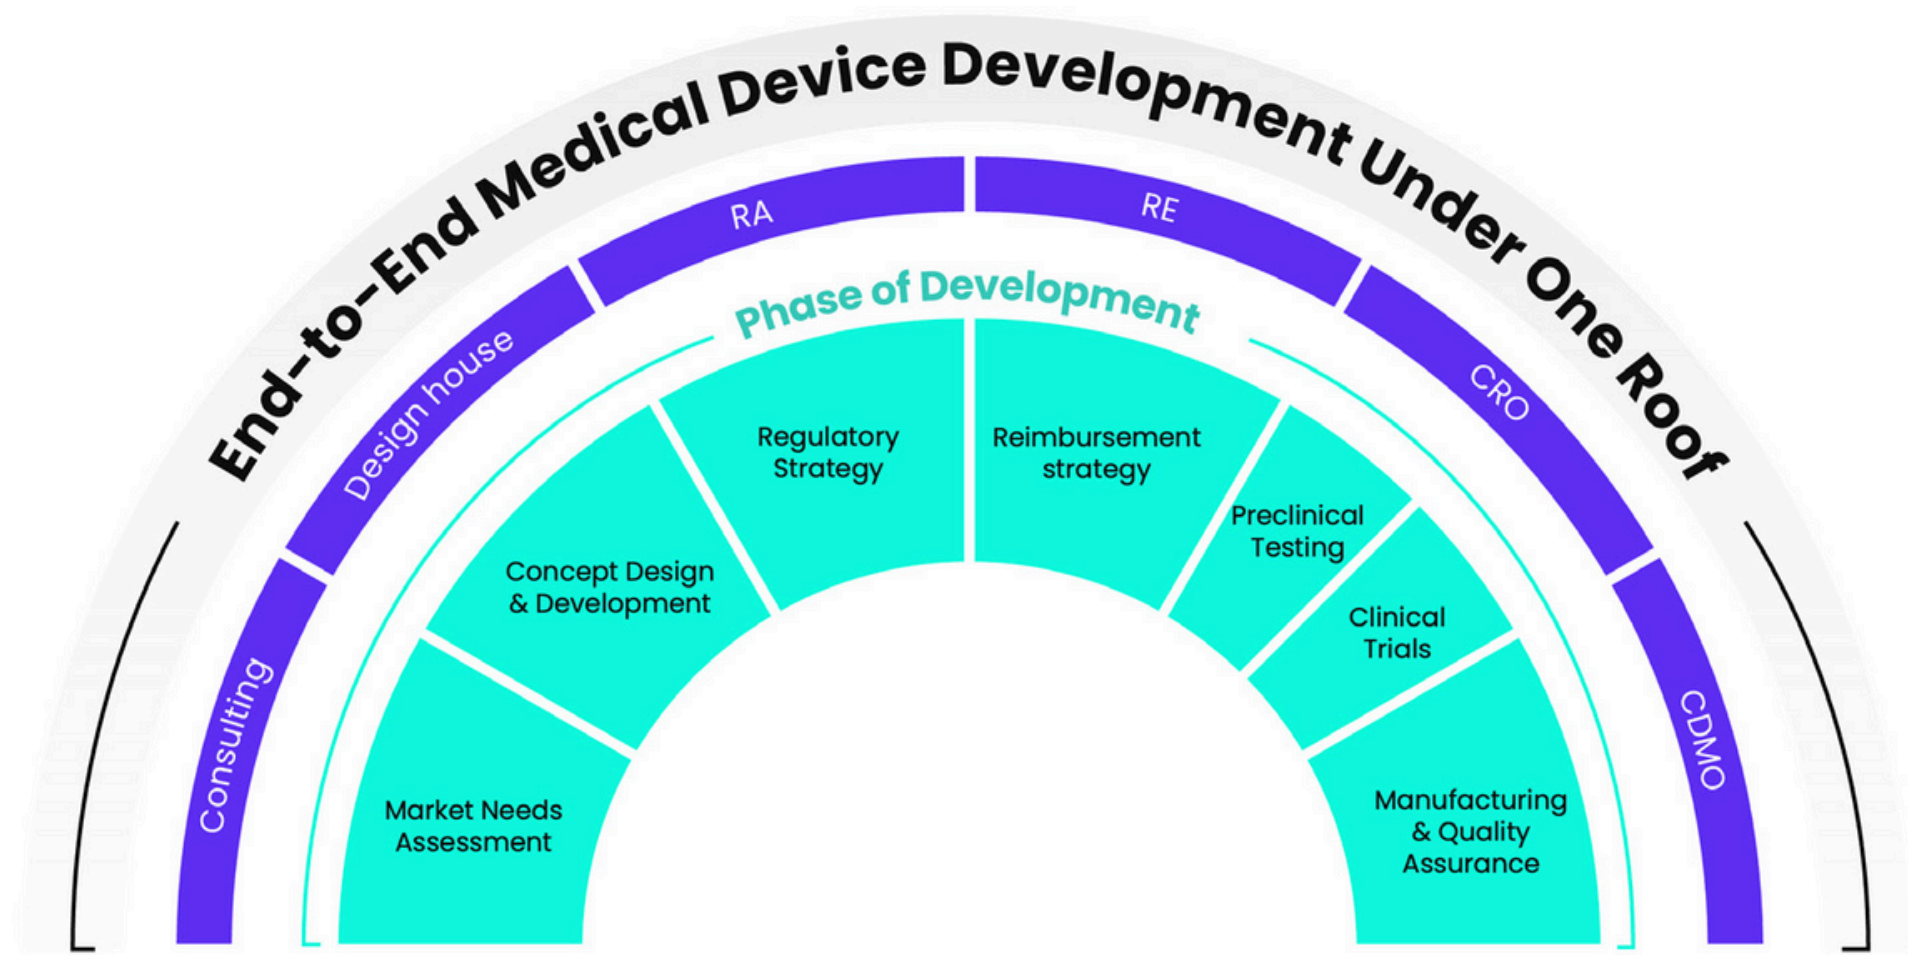 End-to-End Medical Device Development Under One Roof
Consulting
Design house
RA
RE
CRO
CDMO
Phase of Development
Market Needs
Assessment
Concept Design
& Development
Regulatory
Strategy
Reimbursement
strategy
Preclinical
Testing
Clinical
Trials
Manufacturing
& Quality
Assurance